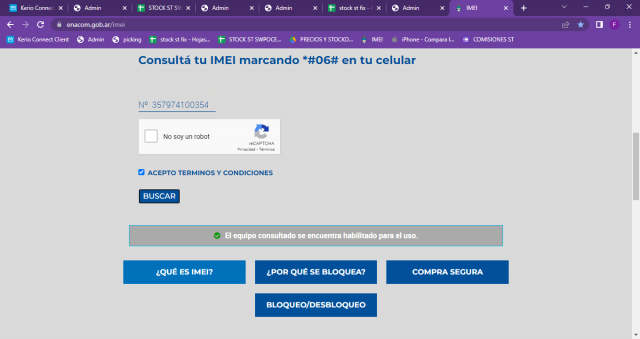 Kerio Connect
Admin
STOCK ST SW
Admin
Admin
stock st fix -
Admin
IMEI
enacom.gob.ar/imei
F
Kerio Connect Client
Admin
picking
stock st fix - Hojas...
STOCK ST SWPOCE...
PRECIOS Y STOCKD...
IMEI
iPhone - Compara l...
COMISIONES ST
Consultá tu IMEI marcando *#06# en tu celular
Nº 357974100354
No soy un robot
reCAPTCHA
Privacidad - Términos
ACEPTO TERMINOS Y CONDICIONES
BUSCAR
El equipo consultado se encuentra habilitado para el uso.
¿QUÉ ES IMEI?
¿POR QUÉ SE BLOQUEA?
COMPRA SEGURA
BLOQUEO/DESBLOQUEO